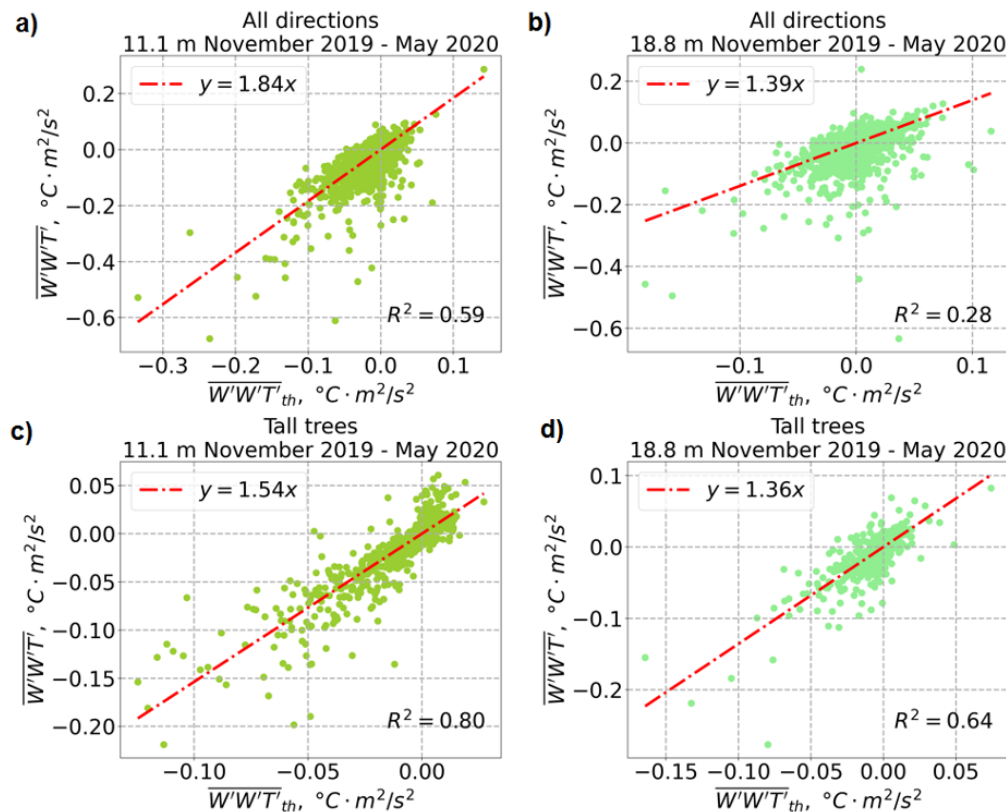 a)
All directions
11.1 m November 2019 - May 2020
y = 1.84x
0.2
0.0
−0.2
−0.4
−0.6
W'W'T', °C · m²/s²
R² = 0.59
−0.3 −0.2 −0.1 0.0 0.1
W'W'T'th, °C · m²/s²
b)
All directions
18.8 m November 2019 - May 2020
y = 1.39x
0.2
0.0
−0.2
−0.4
−0.6
W'W'T', °C · m²/s²
R² = 0.28
−0.1 0.0 0.1
W'W'T'th, °C · m²/s²
c)
Tall trees
11.1 m November 2019 - May 2020
y = 1.54x
0.05
0.00
−0.05
−0.10
−0.15
−0.20
W'W'T', °C · m²/s²
R² = 0.80
−0.10 −0.05 0.00
W'W'T'th, °C · m²/s²
d)
Tall trees
18.8 m November 2019 - May 2020
y = 1.36x
0.1
0.0
−0.1
−0.2
W'W'T', °C · m²/s²
R² = 0.64
−0.15 −0.10 −0.05 0.00 0.05
W'W'T'th, °C · m²/s²